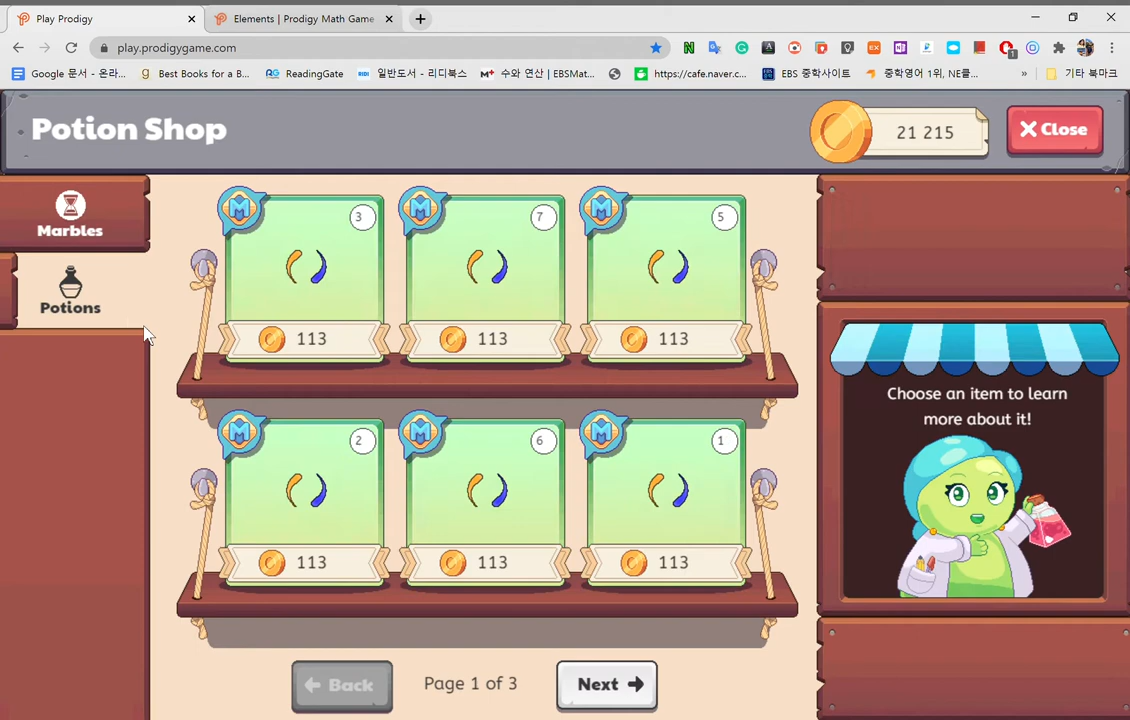 Play Prodigy
Elements | Prodigy Math Game
play.prodigygame.com
Google 문서 - 온라...
Best Books for a B...
ReadingGate
일반도서 - 리디북스
수와 연산 | EBSMat...
https://cafe.naver.c...
EBS 중학사이트
중학영어 1위, NE클...
기타 북마크
Potion Shop
21 215
Close
Marbles
Potions
3
7
5
113
113
113
2
6
1
113
113
113
Choose an item to learn
more about it!
Back
Page 1 of 3
Next